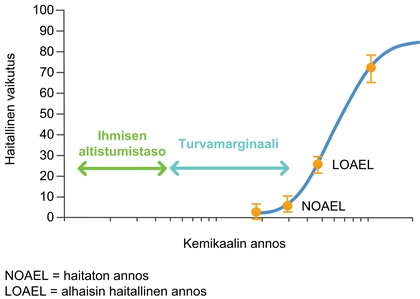 100
90
80
70
60
50
40
30
20
10
0
Haitallinen vaikutus
Ihmisen
altistumistaso
Turvamarginaali
LOAEL
NOAEL
Kemikaalin annos
NOAEL = haitaton annos
LOAEL = alhaisin haitallinen annos